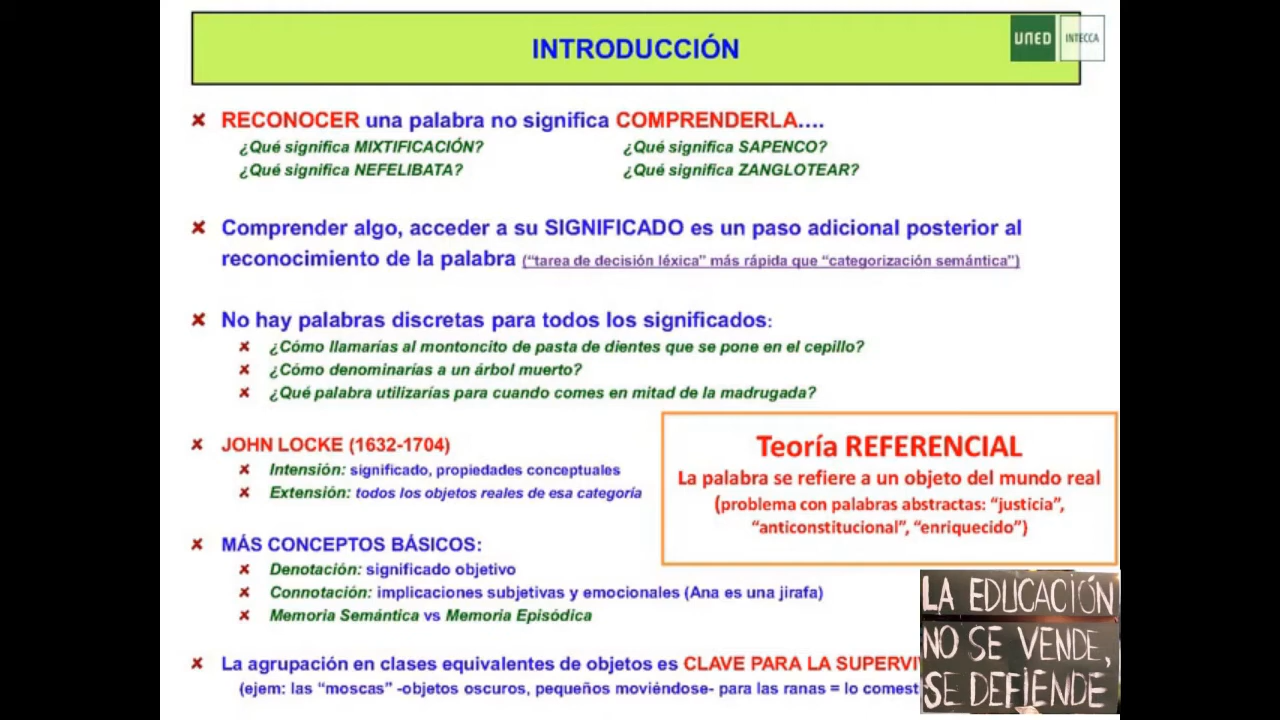 INTRODUCCIÓN
UNED
INTECCA
RECONOCER una palabra no significa COMPRENDERLA....
¿Qué significa MIXTIFICACIÓN? ¿Qué significa SAPENCO?
¿Qué significa NEFELIBATA? ¿Qué significa ZANGLOTEAR?
Comprender algo, acceder a su SIGNIFICADO es un paso adicional posterior al
reconocimiento de la palabra ("tarea de decisión léxica" más rápida que "categorización semántica")
No hay palabras discretas para todos los significados:
¿Cómo llamarías al montoncito de pasta de dientes que se pone en el cepillo?
¿Cómo denominarías a un árbol muerto?
¿Qué palabra utilizarías para cuando comes en mitad de la madrugada?
JOHN LOCKE (1632-1704)
Intensión: significado, propiedades conceptuales
Extensión: todos los objetos reales de esa categoría
Teoría REFERENCIAL
La palabra se refiere a un objeto del mundo real
(problema con palabras abstractas: "justicia",
"anticonstitucional", "enriquecido")
MÁS CONCEPTOS BÁSICOS:
Denotación: significado objetivo
Connotación: implicaciones subjetivas y emocionales (Ana es una jirafa)
Memoria Semántica vs Memoria Episódica
La agrupación en clases equivalentes de objetos es CLAVE PARA LA
(ejem: las "moscas" -objetos oscuros, pequeños moviéndose- para las ranas = lo
LA EDUCACIÓN
NO SE VENDE,
SE DEFIENDE